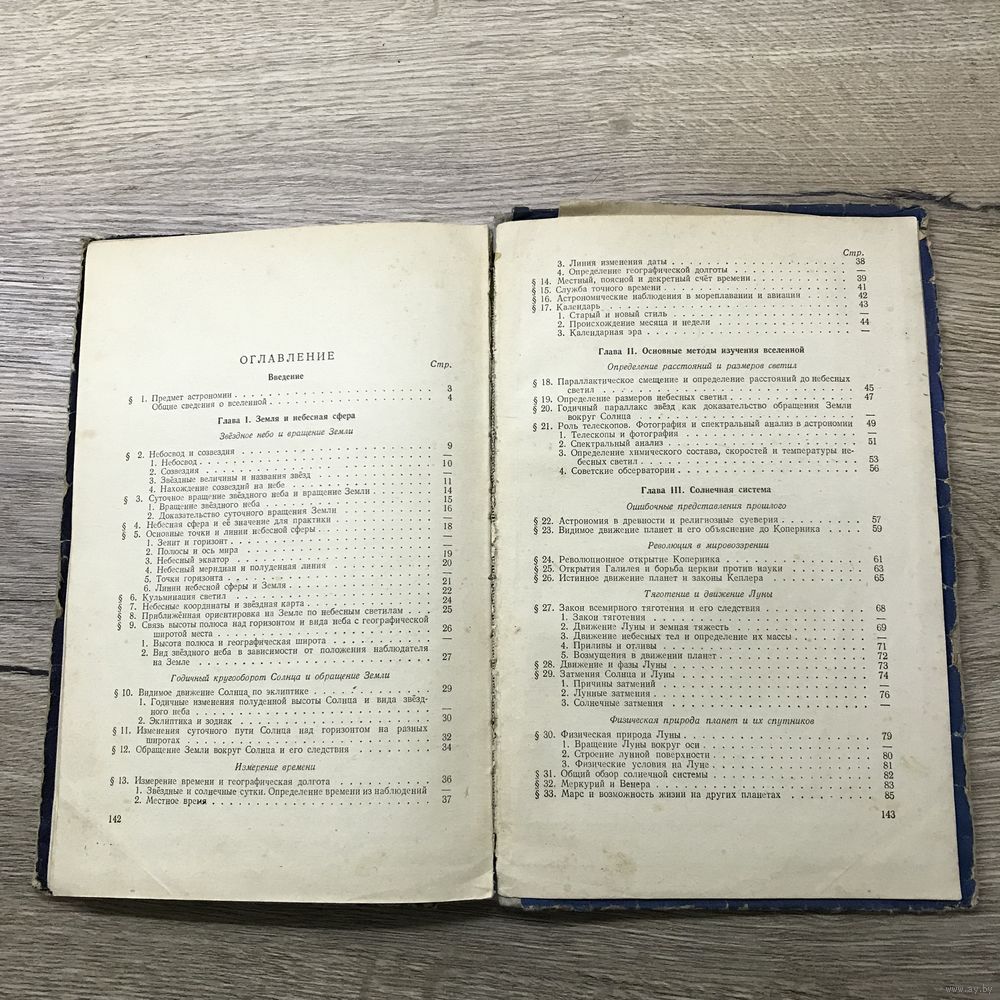 ОГЛАВЛЕНИЕ
Стр.
Введение
§ 1. Предмет астрономии 3
Общие сведения о вселенной 4
Глава I. Земля и небесная сфера
Звёздное небо и вращение Земли
§ 2. Небосвод и созвездия 9
1. Небосвод —
2. Созвездия 10
3. Звёздные величины и названия звёзд —
4. Нахождение созвездий на небе 11
§ 3. Суточное вращение звёздного неба и вращение Земли 14
1. Вращение звёздного неба 15
2. Доказательство суточного вращения Земли 16
§ 4. Небесная сфера и её значение для практики —
§ 5. Основные точки и линии небесной сферы 18
1. Зенит и горизонт —
2. Полюсы и ось мира —
3. Небесный экватор 19
4. Небесный меридиан и полуденная линия 20
5. Точки горизонта —
6. Линии небесной сферы и Земля 21
§ 6. Кульминация светил 22
§ 7. Небесные координаты и звёздная карта 24
§ 8. Приближённая ориентировка на Земле по небесным светилам 25
§ 9. Связь высоты полюса над горизонтом и вида неба с географической
широтой места 26
1. Высота полюса и географическая широта —
2. Вид звёздного неба в зависимости от положения наблюдателя
на Земле 27
Годичный кругооборот Солнца и обращение Земли
§ 10. Видимое движение Солнца по эклиптике 29
1. Годичные изменения полуденной высоты Солнца и вида звёзд-
ного неба —
2. Эклиптика и зодиак 30
§ 11. Изменения суточного пути Солнца над горизонтом на разных
широтах 32
§ 12. Обращение Земли вокруг Солнца и его следствия 34
Измерение времени
§ 13. Измерение времени и географическая долгота 36
1. Звёздные и солнечные сутки. Определение времени из наблюдений —
2. Местное время 37
142
Стр.
3. Линия изменения даты 38
4. Определение географической долготы —
§ 14. Местный, поясной и декретный счёт времени 39
§ 15. Служба точного времени 41
§ 16. Астрономические наблюдения в мореплавании и авиации 42
§ 17. Календарь 43
1. Старый и новый стиль —
2. Происхождение месяца и недели 44
3. Календарная эра —
Глава II. Основные методы изучения вселенной
Определение расстояний и размеров светил
§ 18. Параллактическое смещение и определение расстояний до небесных
светил 45
§ 19. Определение размеров небесных светил 47
§ 20. Годичный параллакс звёзд как доказательство обращения Земли
вокруг Солнца —
§ 21. Роль телескопов. Фотография и спектральный анализ в астрономии 49
1. Телескопы и фотография —
2. Спектральный анализ 51
3. Определение химического состава, скоростей и температуры не-
бесных светил 53
4. Советские обсерватории 56
Глава III. Солнечная система
Ошибочные представления прошлого
§ 22. Астрономия в древности и религиозные суеверия 57
§ 23. Видимое движение планет и его объяснение до Коперника 59
Революция в мировоззрении
§ 24. Революционное открытие Коперника 61
§ 25. Открытия Галилея и борьба церкви против науки 63
§ 26. Истинное движение планет и законы Кеплера 65
Тяготение и движение Луны
§ 27. Закон всемирного тяготения и его следствия 68
1. Закон тяготения —
2. Движение Луны и земная тяжесть 69
3. Движение небесных тел и определение их массы —
4. Приливы и отливы 71
5. Возмущения в движении планет 72
§ 28. Движение и фазы Луны 73
§ 29. Затмения Солнца и Луны 74
1. Причины затмений —
2. Лунные затмения 76
3. Солнечные затмения —
Физическая природа планет и их спутников
§ 30. Физическая природа Луны 79
1. Вращение Луны вокруг оси —
2. Строение лунной поверхности 80
3. Физические условия на Луне 81
§ 31. Общий обзор солнечной системы 82
§ 32. Меркурий и Венера 83
§ 33. Марс и возможность жизни на других планетах 85
143
www.ay.by